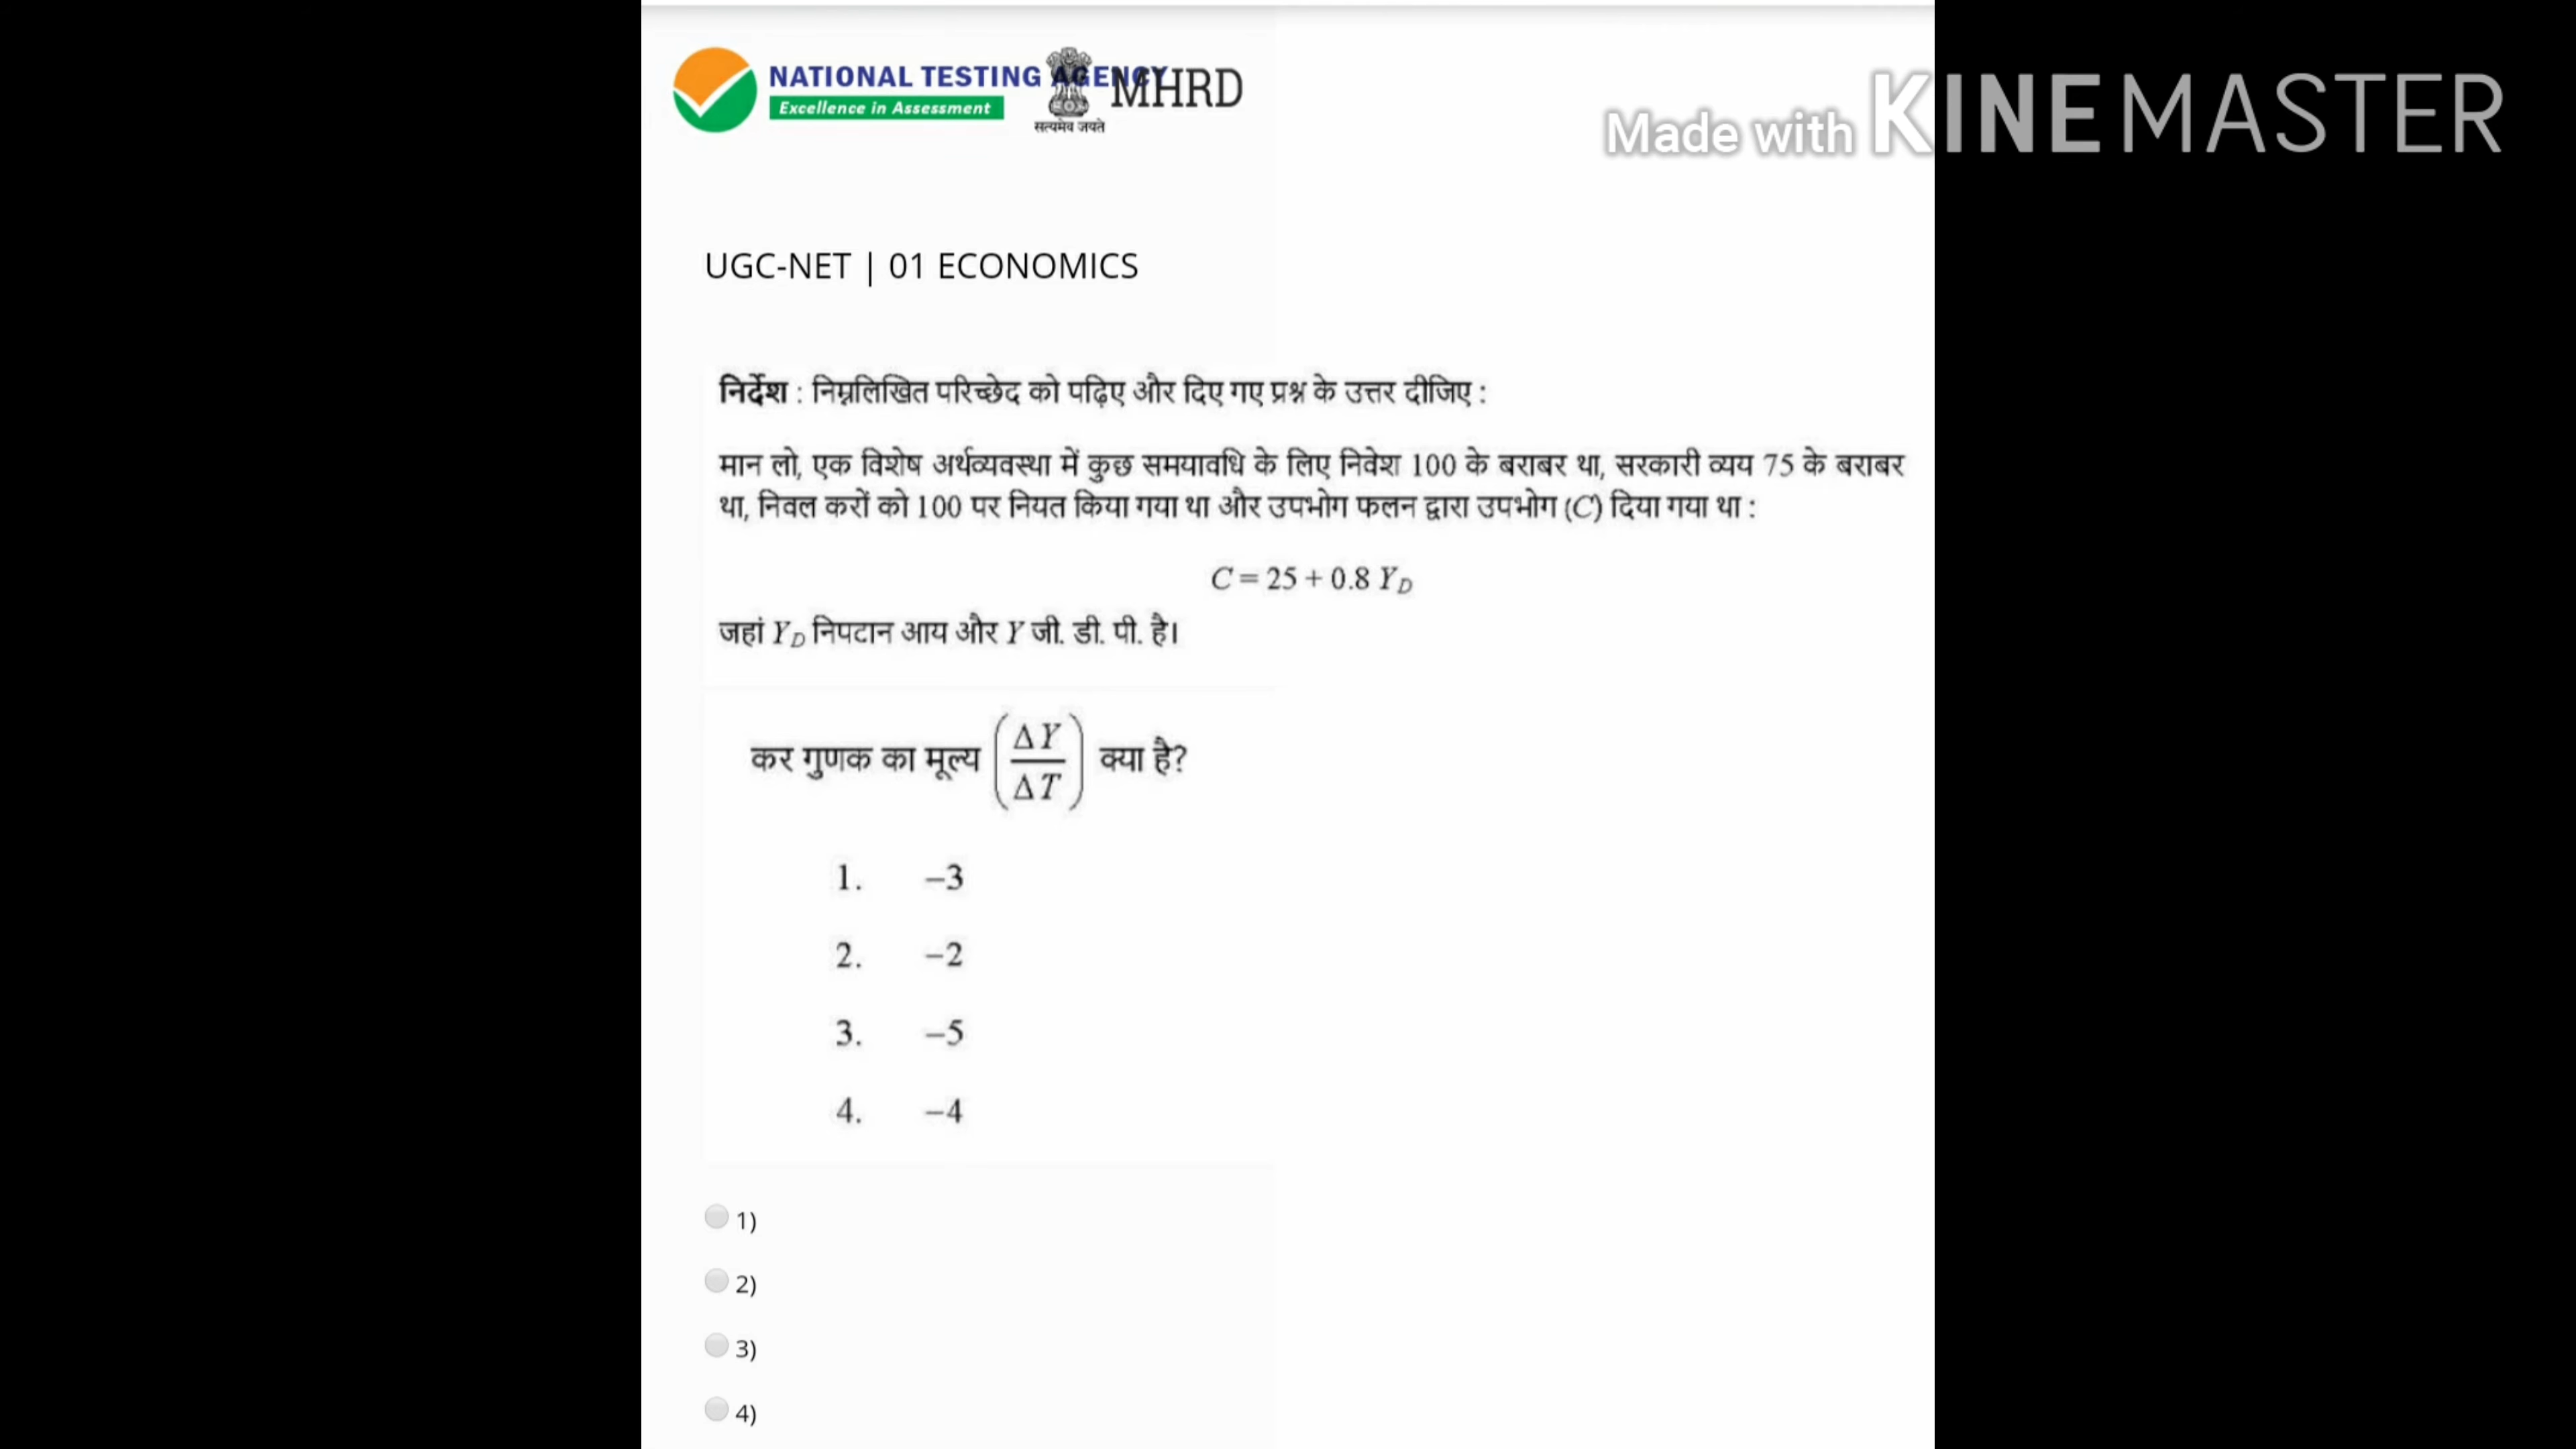 NATIONAL TESTING AGENCY
Excellence in Assessment
सत्यमेव जयते
MHRD
Made with KINEMASTER
UGC-NET | 01 ECONOMICS
निर्देश : निम्नलिखित परिच्छेद को पढ़िए और दिए गए प्रश्न के उत्तर दीजिए :
मान लो, एक विशेष अर्थव्यवस्था में कुछ समयावधि के लिए निवेश 100 के बराबर था, सरकारी व्यय 75 के बराबर
था, निवल करों को 100 पर नियत किया गया था और उपभोग फलन द्वारा उपभोग (C) दिया गया था :
C = 25 + 0.8 Y_D
जहां Y_D निपटान आय और Y जी. डी. पी. है।
कर गुणक का मूल्य (ΔY/ΔT) क्या है?
1. –3
2. –2
3. –5
4. –4
1)
2)
3)
4)